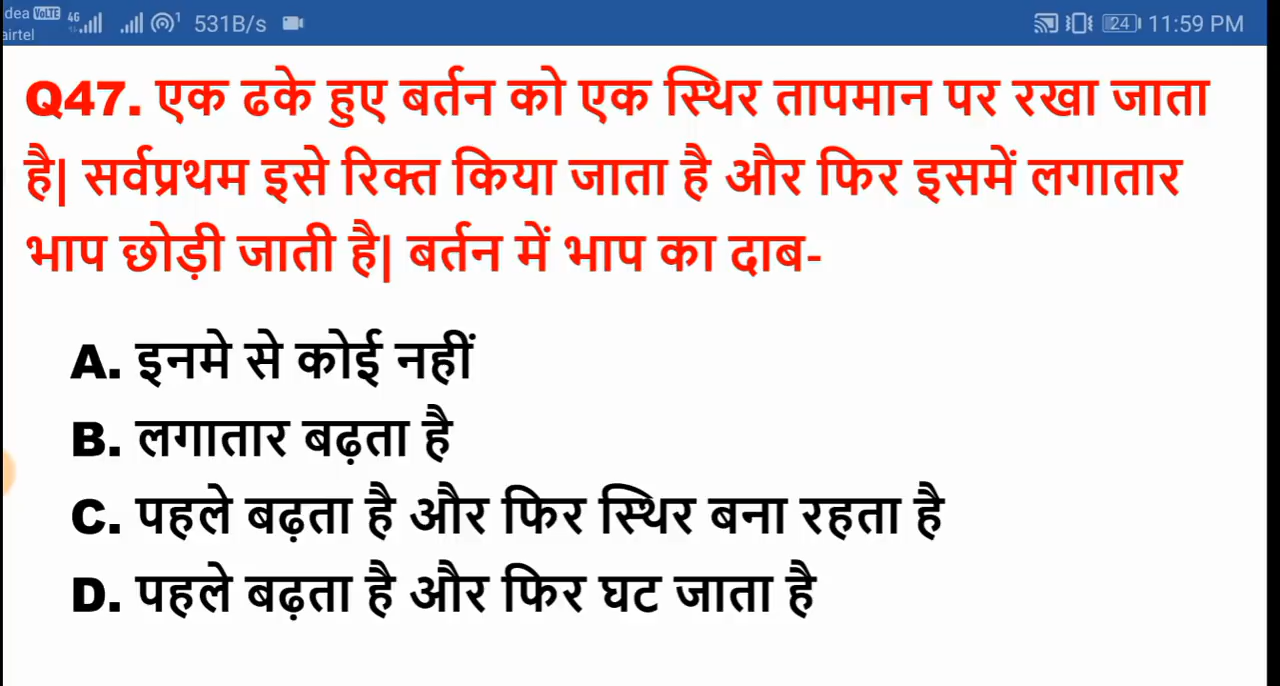 dea VoLTE 4G 1 531B/s 24 11:59 PM
airtel
Q47. एक ढके हुए बर्तन को एक स्थिर तापमान पर रखा जाता
है| सर्वप्रथम इसे रिक्त किया जाता है और फिर इसमें लगातार
भाप छोड़ी जाती है| बर्तन में भाप का दाब-
A. इनमे से कोई नहीं
B. लगातार बढ़ता है
C. पहले बढ़ता है और फिर स्थिर बना रहता है
D. पहले बढ़ता है और फिर घट जाता है